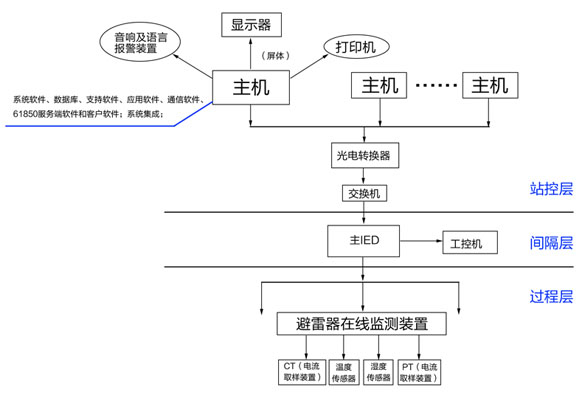 显示器
音响及语言
报警装置
（屏体）
打印机
主机
主机
······
主机
系统软件、数据库、支持软件、应用软件、通信软件、
61850服务端软件和客户软件；系统集成；
光电转换器
交换机
站控层
主IED
工控机
间隔层
过程层
避雷器在线监测装置
CT（电流
取样装置）
温度
传感器
湿度
传感器
PT（电流
取样装置）